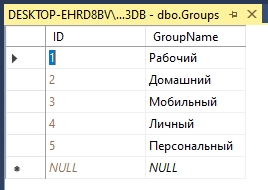 DESKTOP-EHRD8BV\...3DB - dbo.Groups
ID GroupName
1 Рабочий
2 Домашний
3 Мобильный
4 Личный
5 Персональный
NULL NULL